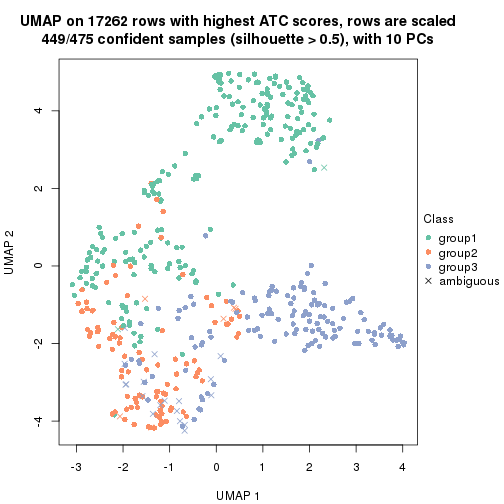 UMAP on 17262 rows with highest ATC scores, rows are scaled
449/475 confident samples (silhouette > 0.5), with 10 PCs
4
2
0
-2
-4
UMAP 2
-3
-2
-1
0
1
2
3
4
UMAP 1
Class
group1
group2
group3
ambiguous